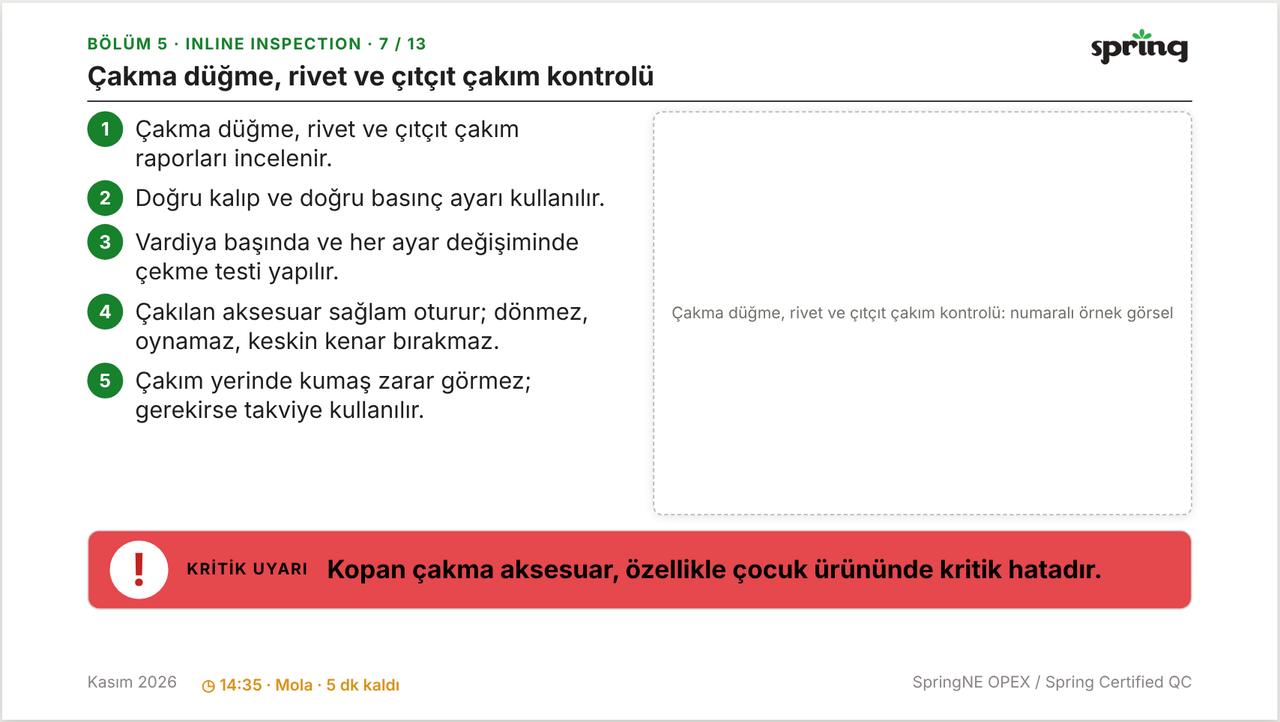 BÖLÜM 5 · INLINE INSPECTION · 7 / 13
spring
Çakma düğme, rivet ve çıtçıt çakım kontrolü
1 Çakma düğme, rivet ve çıtçıt çakım
raporları incelenir.
2 Doğru kalıp ve doğru basınç ayarı kullanılır.
3 Vardiya başında ve her ayar değişiminde
çekme testi yapılır.
4 Çakılan aksesuar sağlam oturur; dönmez,
oynamaz, keskin kenar bırakmaz.
5 Çakım yerinde kumaş zarar görmez;
gerekirse takviye kullanılır.
Çakma düğme, rivet ve çıtçıt çakım kontrolü: numaralı örnek görsel
! KRİTİK UYARI Kopan çakma aksesuar, özellikle çocuk ürününde kritik hatadır.
Kasım 2026
14:35 · Mola · 5 dk kaldı
SpringNE OPEX / Spring Certified QC